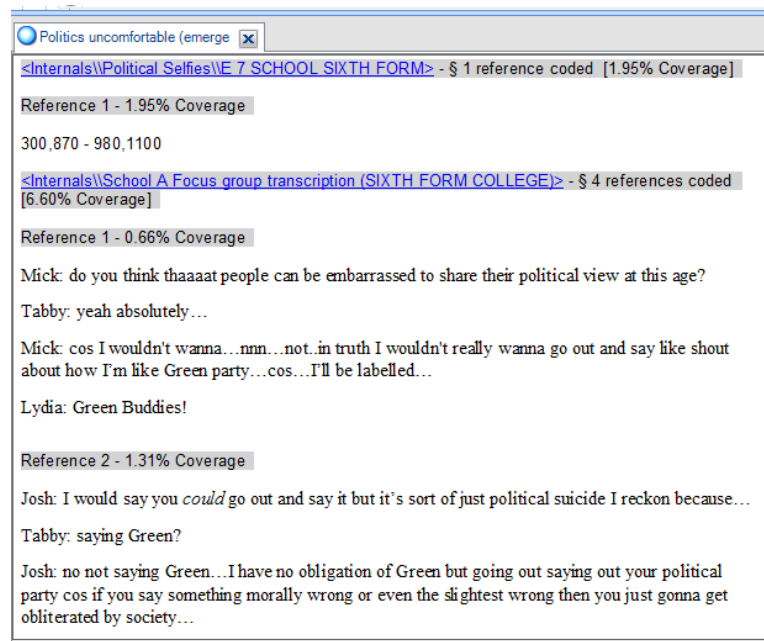 Politics uncomfortable (emerge
<Internals\\Political Selfies\\E 7 SCHOOL SIXTH FORM> - § 1 reference coded [1.95% Coverage]
Reference 1 - 1.95% Coverage
300,870 - 980,1100
<Internals\\School A Focus group transcription (SIXTH FORM COLLEGE)> - § 4 references coded
[6.60% Coverage]
Reference 1 - 0.66% Coverage
Mick: do you think thaaaat people can be embarrassed to share their political view at this age?
Tabby: yeah absolutely…
Mick: cos I wouldn't wanna…nnn…not..in truth I wouldn't really wanna go out and say like shout
about how I'm like Green party…cos…I'll be labelled…
Lydia: Green Buddies!
Reference 2 - 1.31% Coverage
Josh: I would say you could go out and say it but it's sort of just political suicide I reckon because…
Tabby: saying Green?
Josh: no not saying Green…I have no obligation of Green but going out saying out your political
party cos if you say something morally wrong or even the slightest wrong then you just gonna get
obliterated by society…